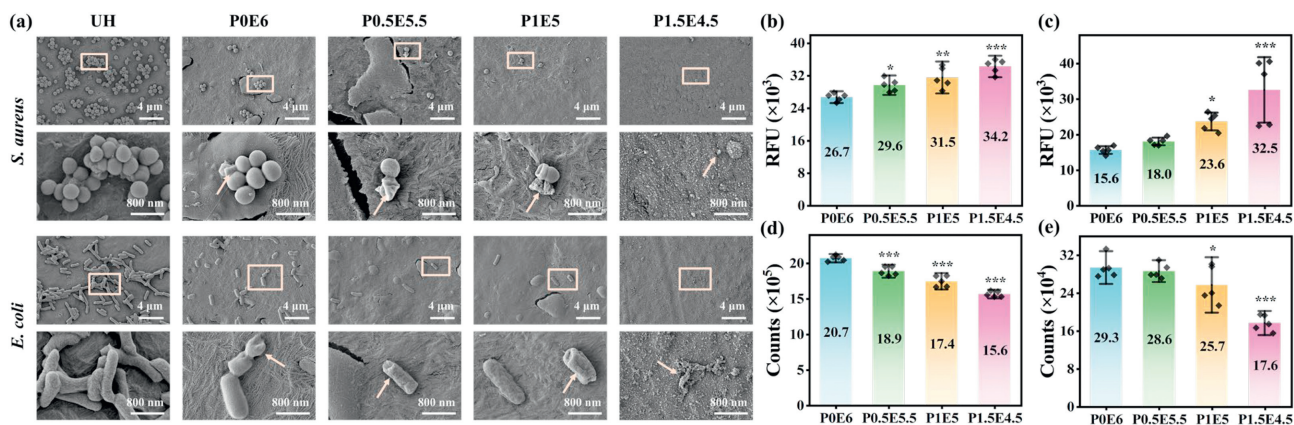 (a) UH P0E6 P0.5E5.5 P1E5 P1.5E4.5
S. aureus
4 μm 4 μm 4 μm 4 μm 4 μm
800 nm 800 nm 800 nm 800 nm 800 nm
E. coli
4 μm 4 μm 4 μm 4 μm 4 μm
800 nm 800 nm 800 nm 800 nm 800 nm
(b)
RFU (×10³)
40
32
24
16
8
0
* ** ***
26.7 29.6 31.5 34.2
P0E6 P0.5E5.5 P1E5 P1.5E4.5
(c)
RFU (×10³)
50
40
30
20
10
0
* ***
15.6 18.0 23.6 32.5
P0E6 P0.5E5.5 P1E5 P1.5E4.5
(d)
Counts (×10⁵)
25
20
15
10
5
0
*** *** ***
20.7 18.9 17.4 15.6
P0E6 P0.5E5.5 P1E5 P1.5E4.5
(e)
Counts (×10⁴)
36
24
16
8
0
* ***
29.3 28.6 25.7 17.6
P0E6 P0.5E5.5 P1E5 P1.5E4.5